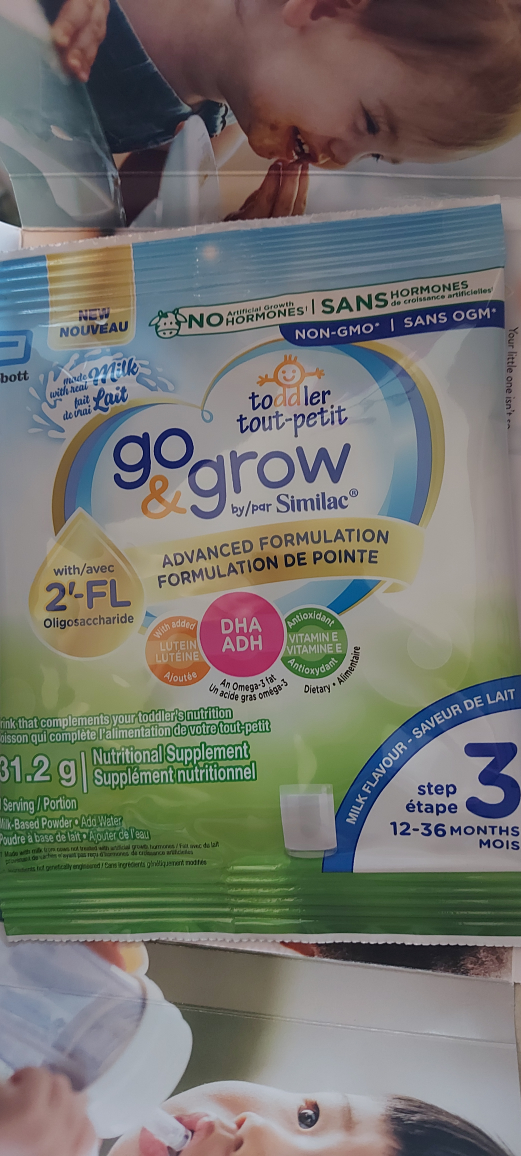 NEW
NOUVEAU
bott
NO Artificial Growth HORMONES | SANS HORMONES de croissance artificielles
NON-GMO* | SANS OGM*
made with real Milk
fait de vrai Lait
toddler
tout-petit
go
& grow
by/par Similac®
ADVANCED FORMULATION
FORMULATION DE POINTE
with/avec
2'-FL
Oligosaccharide
With added
LUTEIN
LUTÉINE
Ajoutée
DHA
ADH
An Omega-3 fat
Un acide gras oméga-3
Antioxidant
VITAMIN E
VITAMINE E
Antioxydant
Dietary • Alimentaire
rink that complements your toddler's nutrition
oisson qui complète l'alimentation de votre tout-petit
31.2 g | Nutritional Supplement
Supplément nutritionnel
Serving / Portion
ilk-Based Powder • Add Water
Poudre à base de lait • Ajouter de l'eau
MILK FLAVOUR - SAVEUR DE LAIT
step
étape
3
12-36 MONTHS
MOIS
Your little one isn't